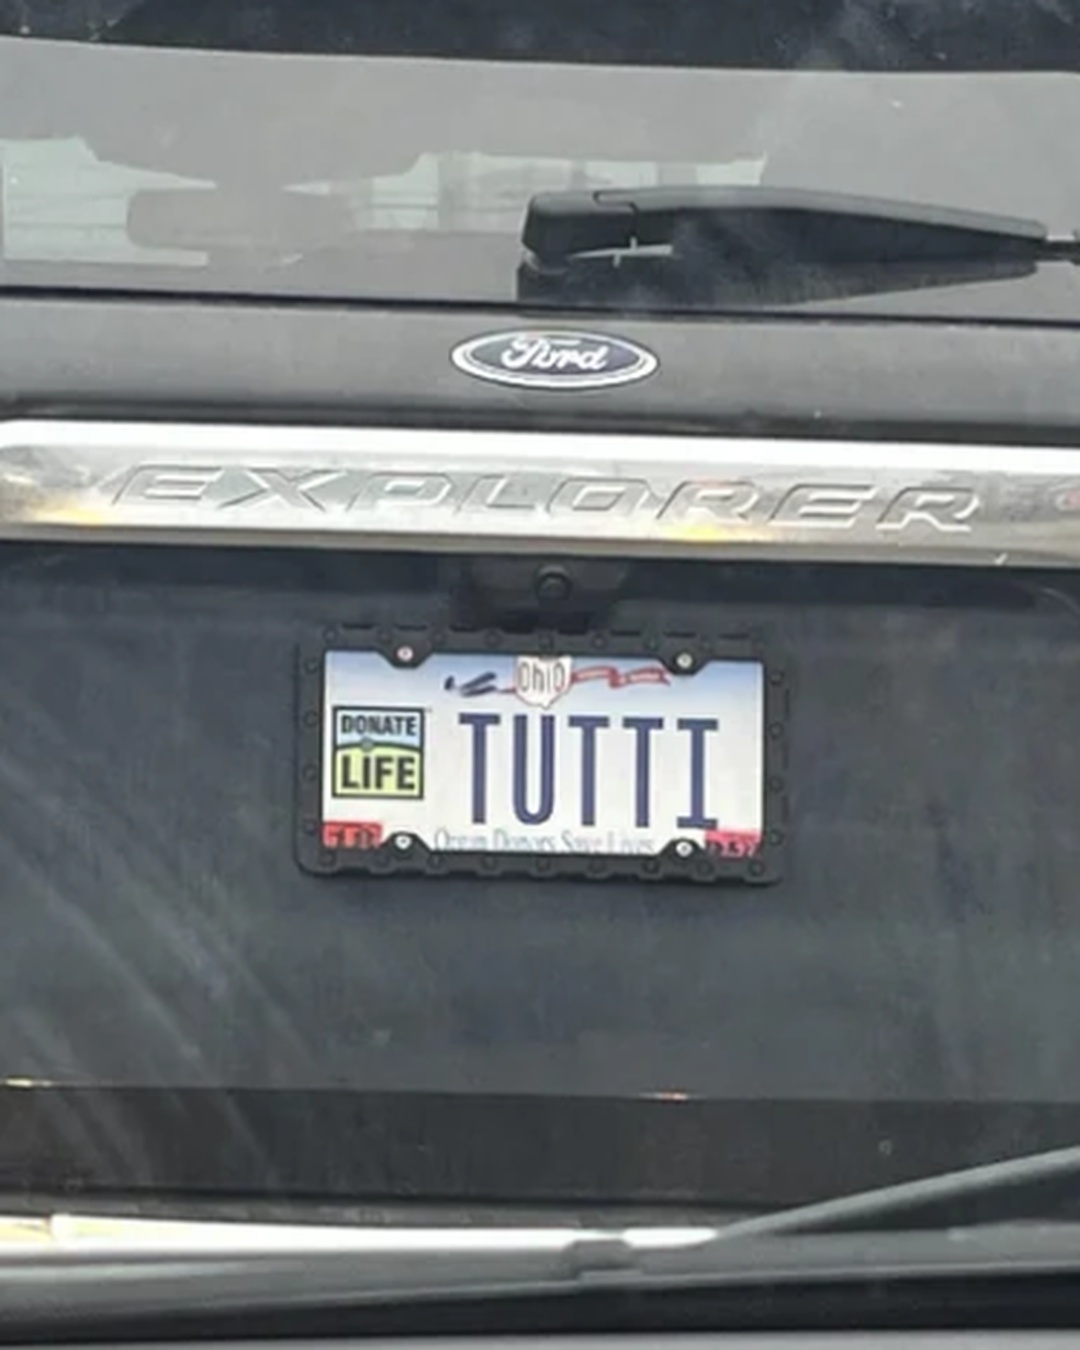 Ford
EXPLORER
Ohio
DONATE
LIFE
TUTTI
Organ Donors Save Lives